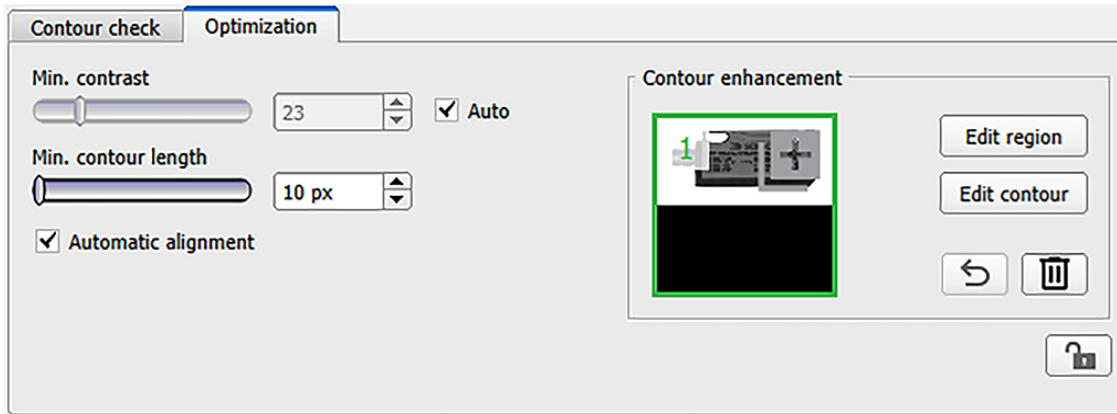 Contour check
Optimization
Min. contrast
23
Auto
Min. contour length
10 px
Automatic alignment
Contour enhancement
1
Edit region
Edit contour